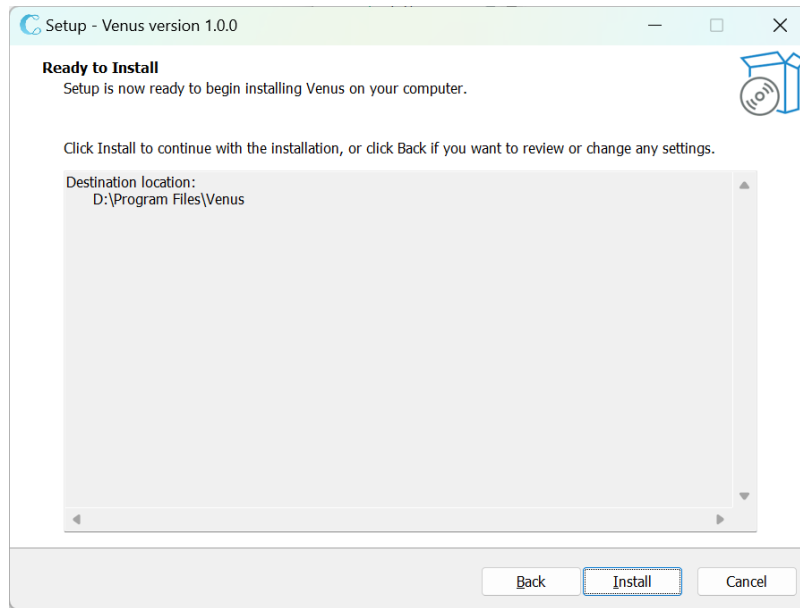 Setup - Venus version 1.0.0
Ready to Install
Setup is now ready to begin installing Venus on your computer.
Click Install to continue with the installation, or click Back if you want to review or change any settings.
Destination location:
D:\Program Files\Venus
Back
Install
Cancel